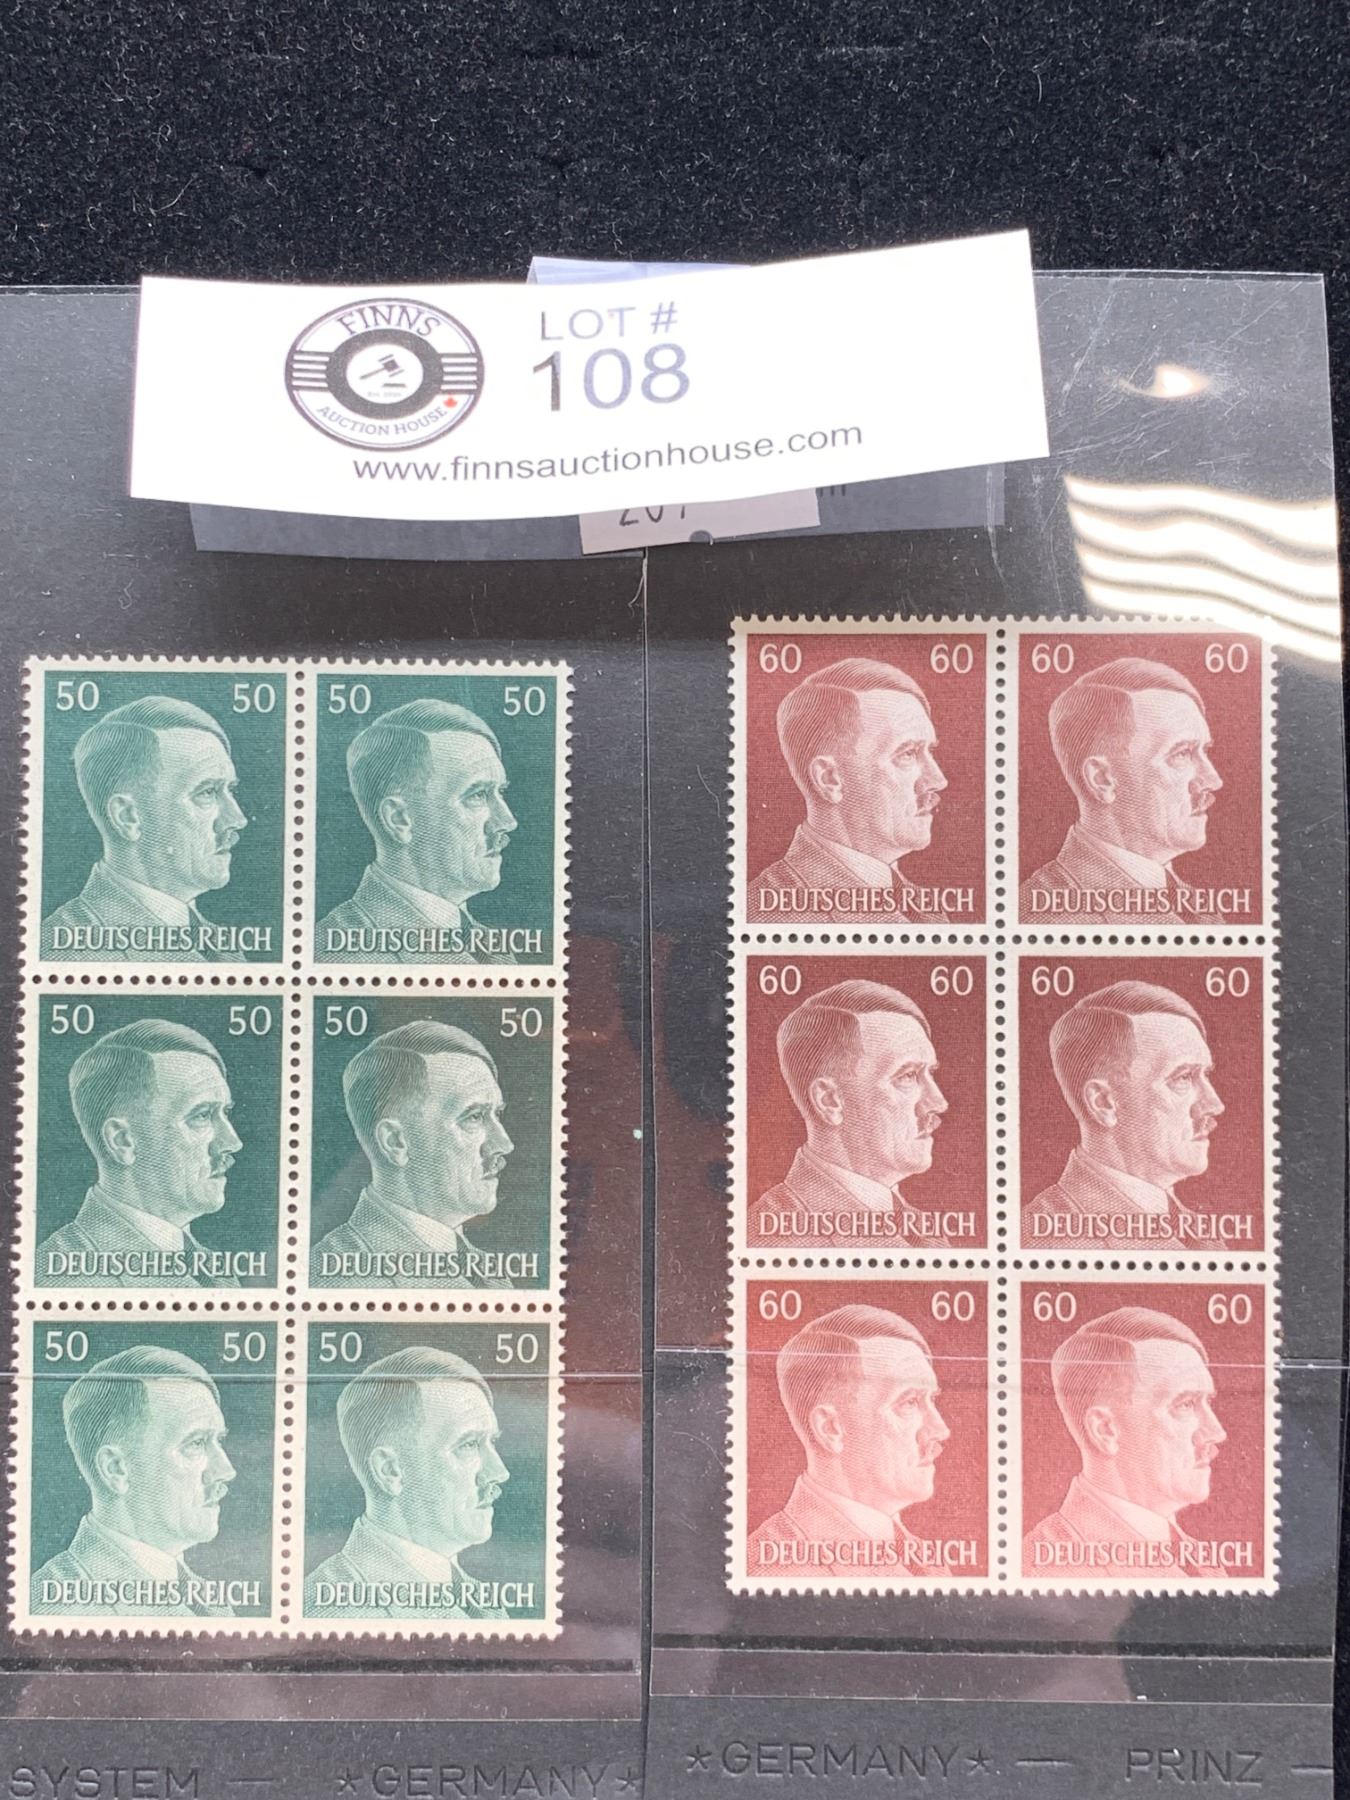 FINNS
AUCTION HOUSE
LOT #
108
www.finnsauctionhouse.com
50 50 50 50
DEUTSCHES REICH DEUTSCHES REICH
50 50 50 50
DEUTSCHES REICH DEUTSCHES REICH
50 50 50 50
DEUTSCHES REICH DEUTSCHES REICH
60 60 60 60
DEUTSCHES REICH DEUTSCHES REICH
60 60 60 60
DEUTSCHES REICH DEUTSCHES REICH
60 60 60 60
DEUTSCHES REICH DEUTSCHES REICH
SYSTEM — *GERMANY*
*GERMANY* — PRINZ —